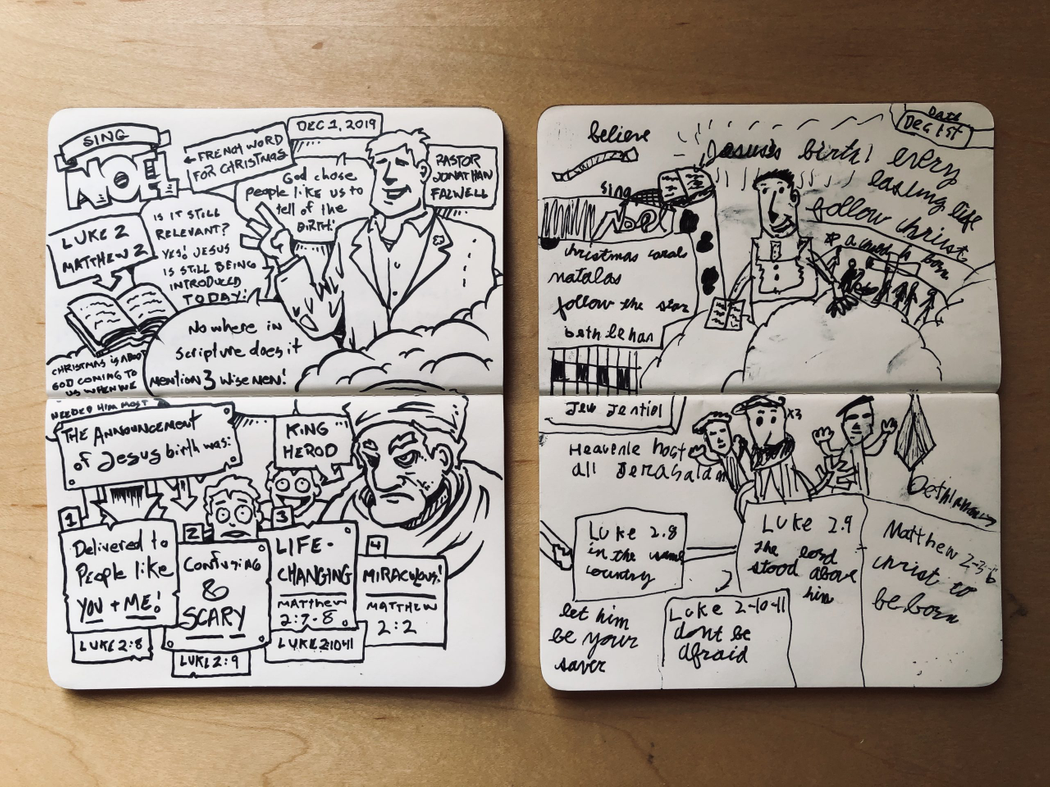 SING
NOEL
← FRENCH WORD
FOR CHRISTMAS
DEC 1, 2019
PASTOR
JONATHAN
FALWELL
God chose
people like us to
tell of the
BIRTH!
LUKE 2
MATTHEW 2
IS IT STILL
RELEVANT?
YES! JESUS
IS STILL BEING
INTRODUCED
TODAY!
No where in
scripture does it
mention 3 wise men!
CHRISTMAS IS ABOUT
GOD COMING TO
US WHEN WE
NEEDED HIM MOST
THE ANNOUNCEMENT
of Jesus birth was:
KING
HEROD
1
Delivered to
People like
YOU + ME!
LUKE 2:8
2
Confusing
&
SCARY
LUKE 2:9
3
LIFE-
CHANGING
MATTHEW
2:7-8
LUKE 2:10-11
4
MIRACULOUS!
MATTHEW
2:2
believe
Date
Dec 1st
Jesuses birth! every
lasing life
follow christ
is born
sing
Noel
christmas
natalas
follow the star
beth le han
Jew Jentiol
x3
Heavenle host
all Jerasalam
Luke 2.8
in the same
country
Luke 2.9
the lord
stood above
him
Matthew 2-3-6
christ to
be born
let him
be your
saver
Luke 2-10-11
dont be
afraid